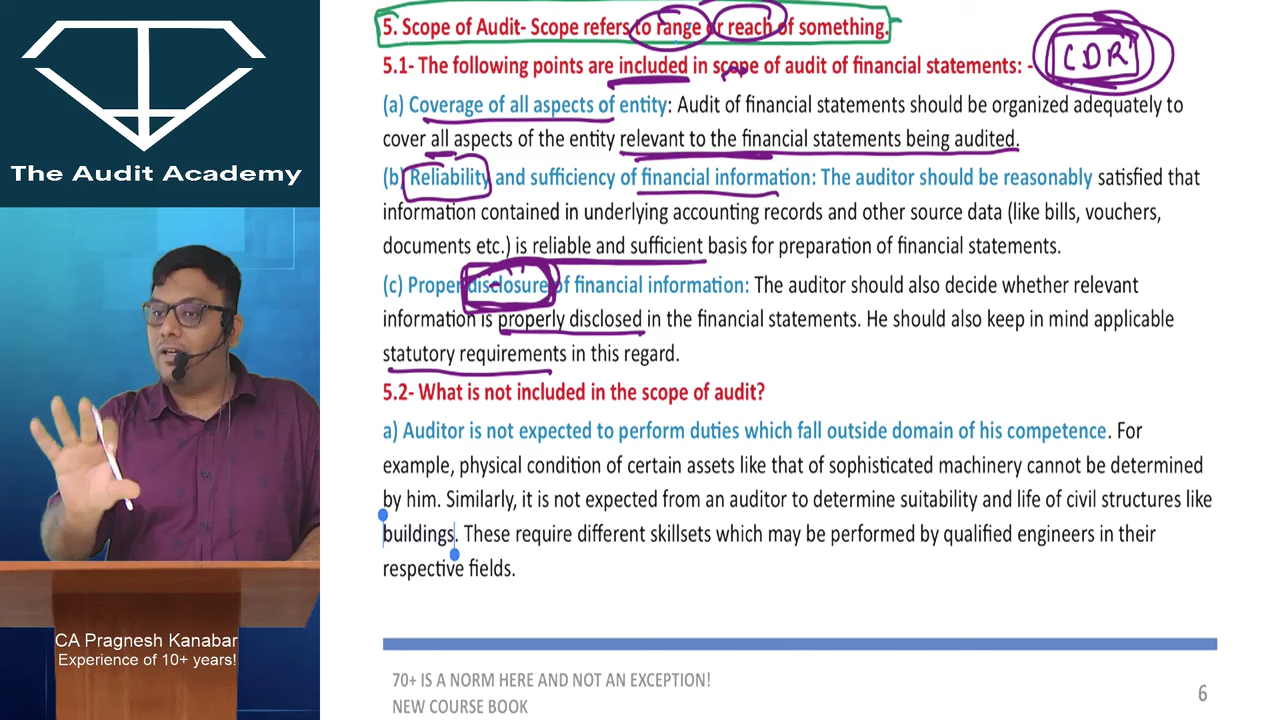 The Audit Academy
CA Pragnesh Kanabar
Experience of 10+ years!
5. Scope of Audit- Scope refers to range or reach of something.
5.1- The following points are included in scope of audit of financial statements: -
CDR
(a) Coverage of all aspects of entity: Audit of financial statements should be organized adequately to
cover all aspects of the entity relevant to the financial statements being audited.
(b) Reliability and sufficiency of financial information: The auditor should be reasonably satisfied that
information contained in underlying accounting records and other source data (like bills, vouchers,
documents etc.) is reliable and sufficient basis for preparation of financial statements.
(c) Proper disclosure of financial information: The auditor should also decide whether relevant
information is properly disclosed in the financial statements. He should also keep in mind applicable
statutory requirements in this regard.
5.2- What is not included in the scope of audit?
a) Auditor is not expected to perform duties which fall outside domain of his competence. For
example, physical condition of certain assets like that of sophisticated machinery cannot be determined
by him. Similarly, it is not expected from an auditor to determine suitability and life of civil structures like
buildings. These require different skillsets which may be performed by qualified engineers in their
respective fields.
70+ IS A NORM HERE AND NOT AN EXCEPTION!
NEW COURSE BOOK
6